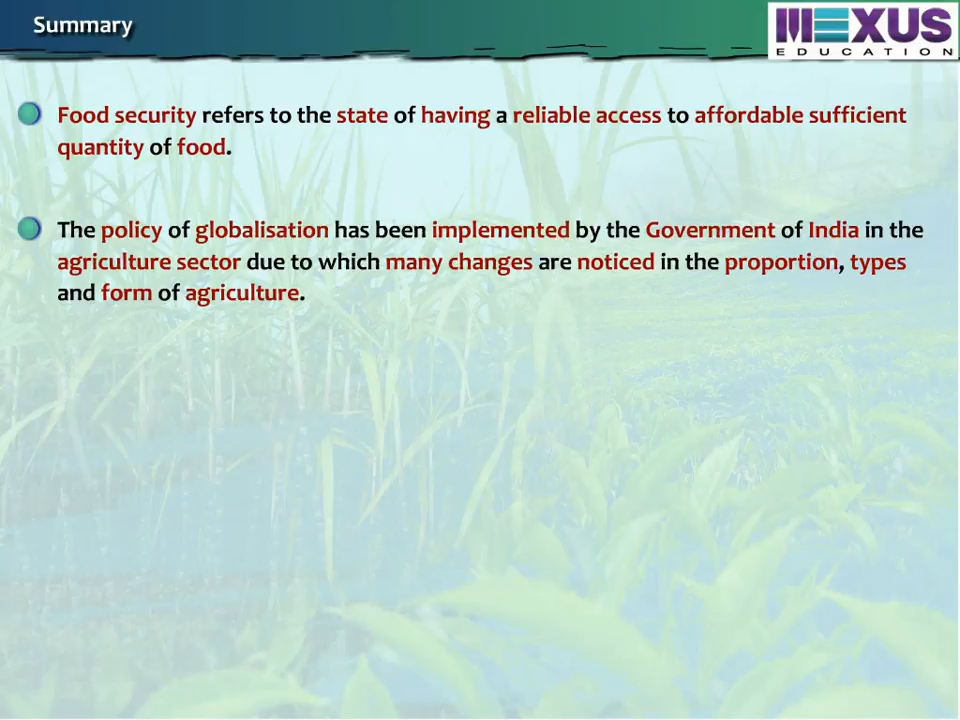 Summary
MEXUS
EDUCATION
Food security refers to the state of having a reliable access to affordable sufficient
quantity of food.
The policy of globalisation has been implemented by the Government of India in the
agriculture sector due to which many changes are noticed in the proportion, types
and form of agriculture.